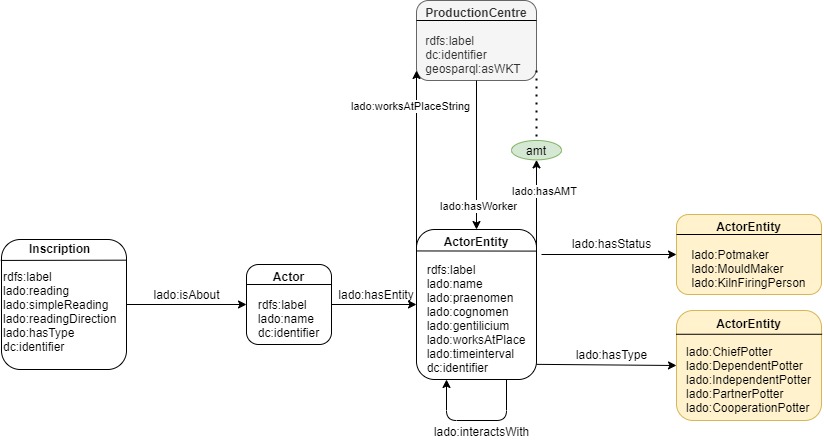 ProductionCentre
rdfs:label
dc:identifier
geosparql:asWKT
lado:worksAtPlaceString
amt
lado:hasAMT
lado:hasWorker
Inscription
rdfs:label
lado:reading
lado:simpleReading
lado:readingDirection
lado:hasType
dc:identifier
lado:isAbout
Actor
rdfs:label
lado:name
dc:identifier
lado:hasEntity
ActorEntity
rdfs:label
lado:name
lado:praenomen
lado:cognomen
lado:gentilicium
lado:worksAtPlace
lado:timeinterval
dc:identifier
lado:interactsWith
lado:hasStatus
ActorEntity
lado:Potmaker
lado:MouldMaker
lado:KilnFiringPerson
lado:hasType
ActorEntity
lado:ChiefPotter
lado:DependentPotter
lado:IndependentPotter
lado:PartnerPotter
lado:CooperationPotter